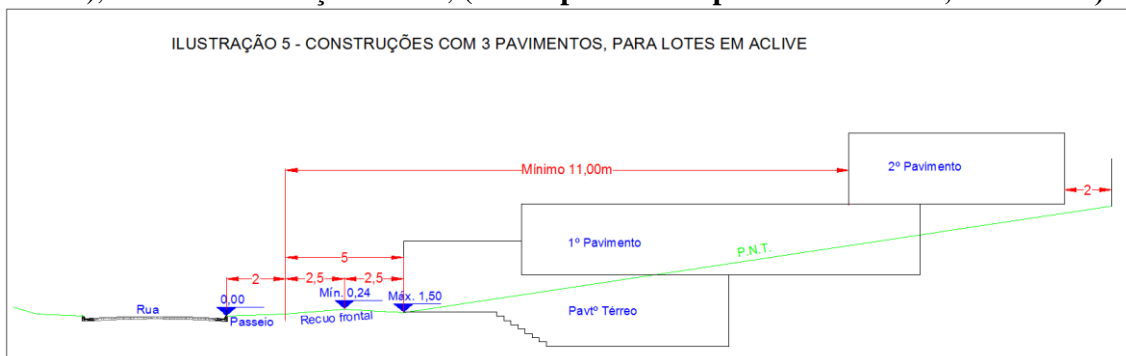 ILUSTRAÇÃO 5 - CONSTRUÇÕES COM 3 PAVIMENTOS, PARA LOTES EM ACLIVE
Mínimo 11,00m
2º Pavimento
2
1º Pavimento
P.N.T.
5
2
2,5
2,5
0,00
Mín. 0,24
Máx. 1,50
Rua
Passeio
Recuo frontal
Pavtº Térreo